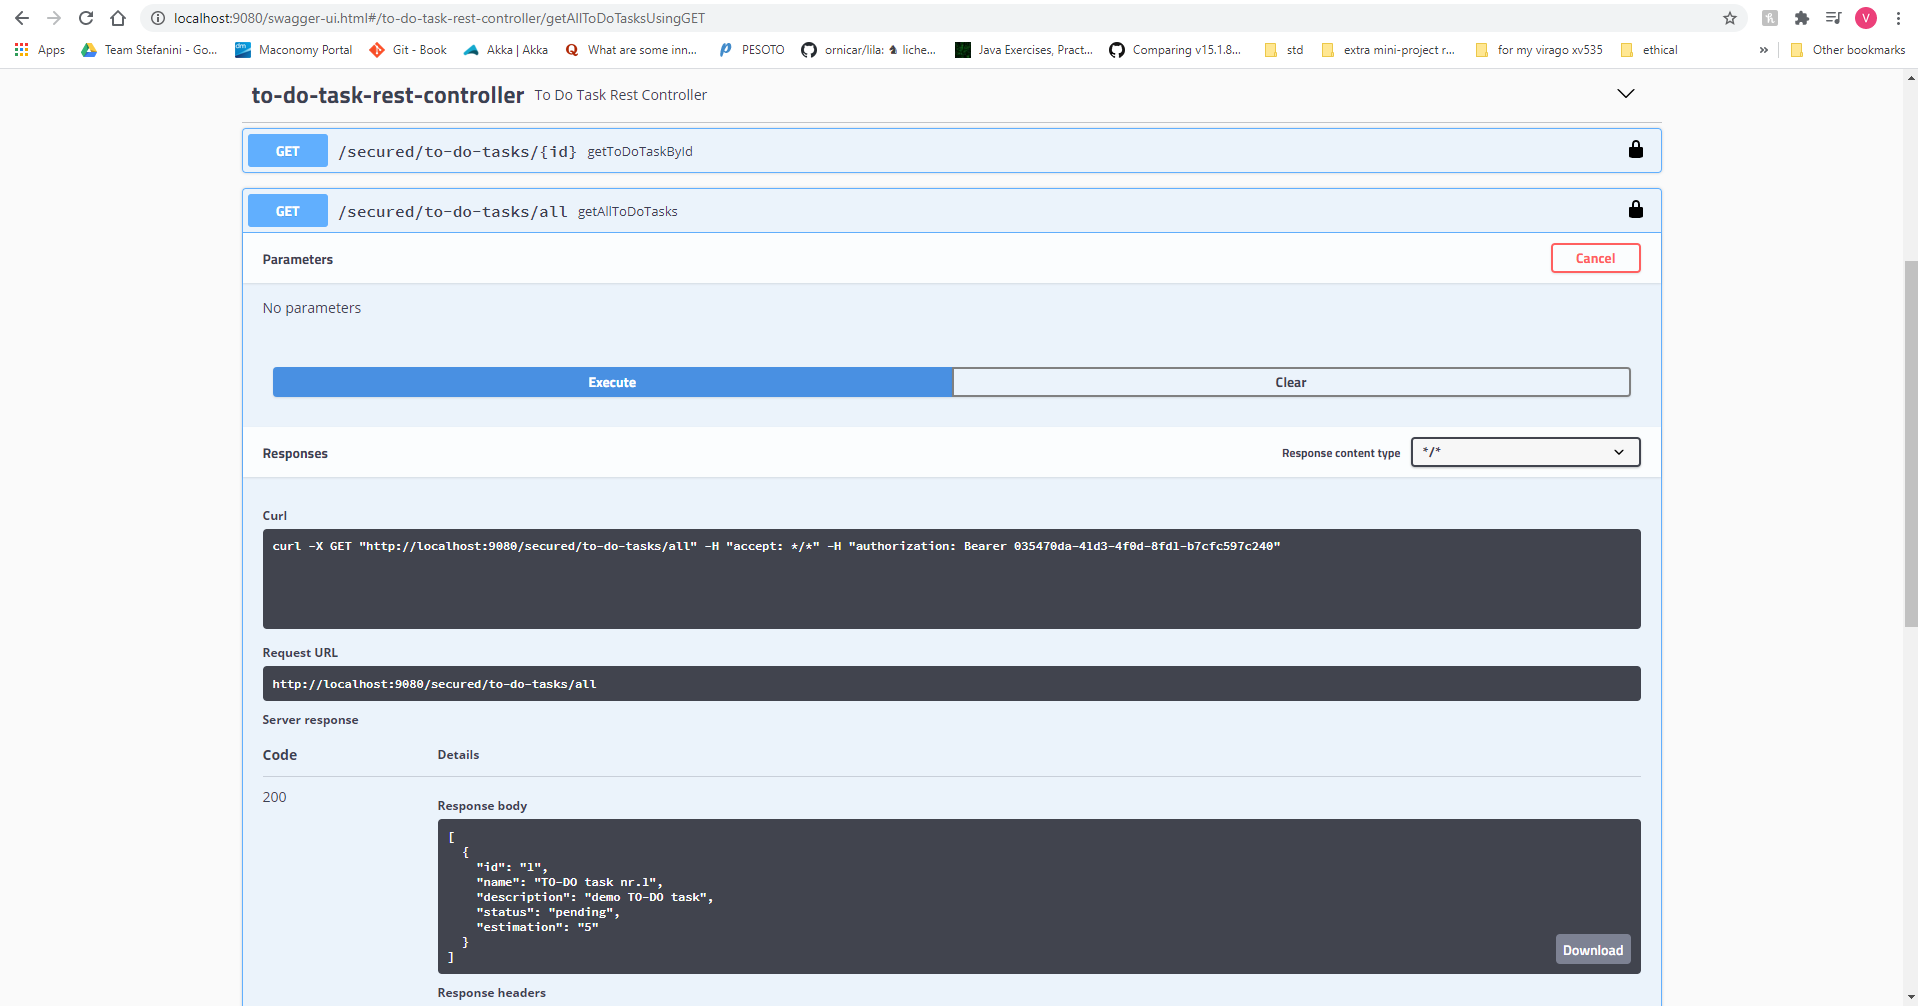 localhost:9080/swagger-ui.html#/to-do-task-rest-controller/getAllToDoTasksUsingGET
V
Apps Team Stefanini - Go... dm Maconomy Portal Git - Book Akka | Akka Q What are some inn... PESOTO ornicar/lila: ♞ liche... Java Exercises, Pract... Comparing v15.1.8... std extra mini-project r... for my virago xv535 ethical » Other bookmarks
to-do-task-rest-controller To Do Task Rest Controller
GET /secured/to-do-tasks/{id} getToDoTaskById
GET /secured/to-do-tasks/all getAllToDoTasks
Parameters Cancel
No parameters
Execute Clear
Responses Response content type */*
Curl
curl -X GET "http://localhost:9080/secured/to-do-tasks/all" -H "accept: */*" -H "authorization: Bearer 035470da-41d3-4f0d-8fd1-b7cfc597c240"
Request URL
http://localhost:9080/secured/to-do-tasks/all
Server response
Code Details
200
Response body
[
{
"id": "1",
"name": "TO-DO task nr.1",
"description": "demo TO-DO task",
"status": "pending",
"estimation": "5"
}
]
Download
Response headers